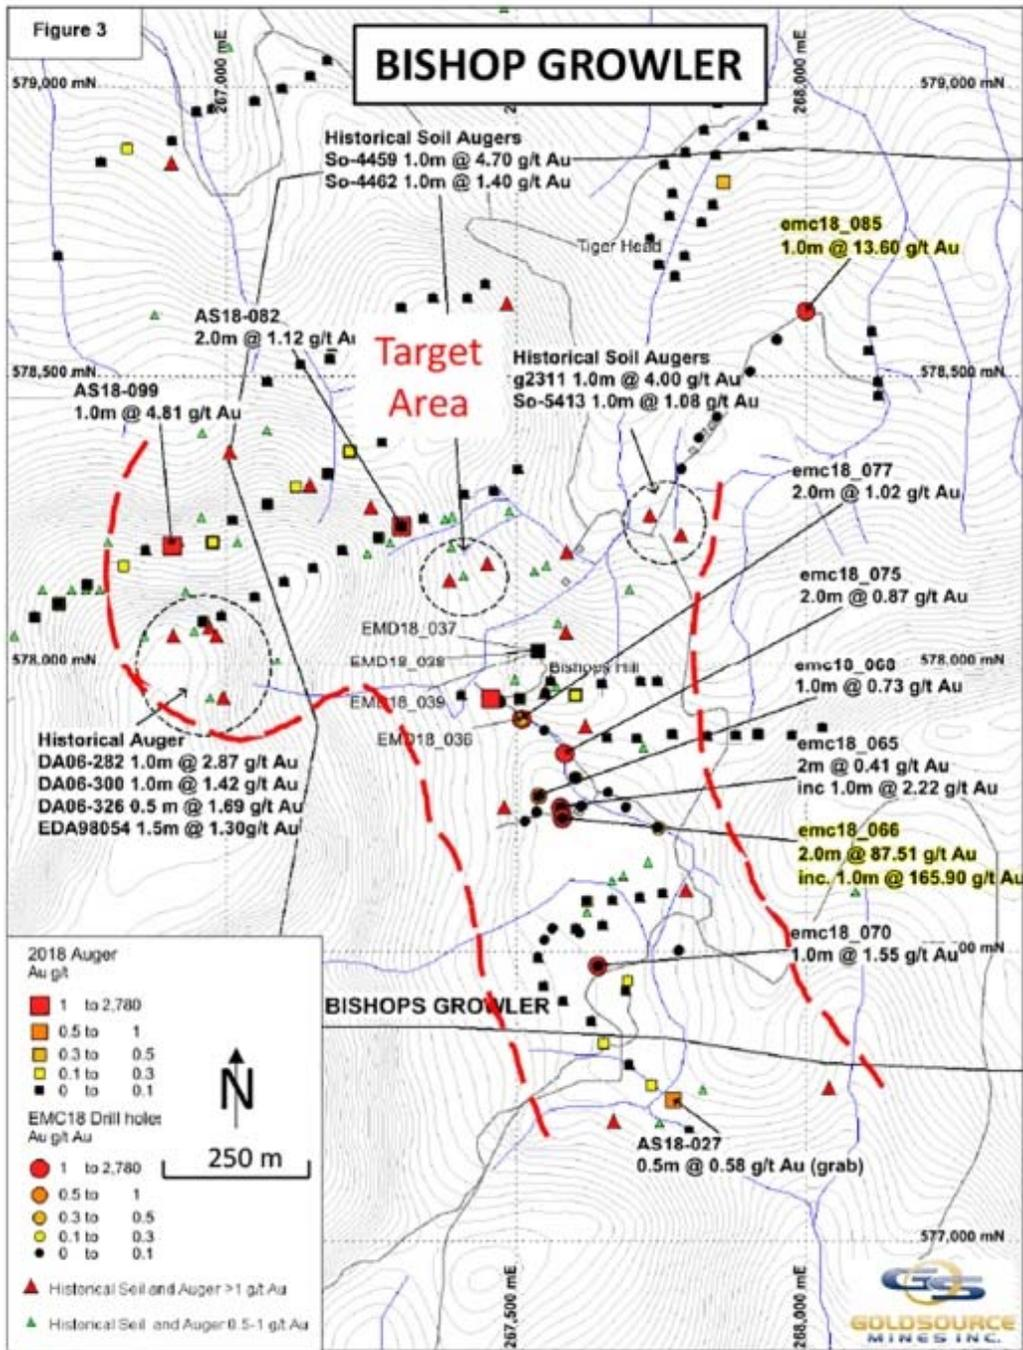 Figure 3
BISHOP GROWLER
579,000 mN
267,000 mE
268,000 mE
579,000 mN
Historical Soil Augers
So-4459 1.0m @ 4.70 g/t Au
So-4462 1.0m @ 1.40 g/t Au
Tiger Head
emc18_085
1.0m @ 13.60 g/t Au
AS18-082
2.0m @ 1.12 g/t Au
Target
Area
Historical Soil Augers
g2311 1.0m @ 4.00 g/t Au
So-5413 1.0m @ 1.08 g/t Au
578,500 mN
578,500 mN
AS18-099
1.0m @ 4.81 g/t Au
emc18_077
2.0m @ 1.02 g/t Au
emc18_075
2.0m @ 0.87 g/t Au
EMD18_037
EMD18_038
Bishops Hill
578,000 mN
578,000 mN
1.0m @ 0.73 g/t Au
EMD18_039
EMD18_036
Historical Auger
DA06-282 1.0m @ 2.87 g/t Au
DA06-300 1.0m @ 1.42 g/t Au
DA06-326 0.5 m @ 1.69 g/t Au
EDA98054 1.5m @ 1.30g/t Au
emc18_065
2m @ 0.41 g/t Au
inc 1.0m @ 2.22 g/t Au
emc18_066
2.0m @ 87.51 g/t Au
inc. 1.0m @ 165.90 g/t Au
emc18_070
00 mN
1.0m @ 1.55 g/t Au
BISHOPS GROWLER
2018 Auger
Au g/t
1 to 2,780
0.5 to 1
0.3 to 0.5
0.1 to 0.3
0 to 0.1
EMC18 Drill holes
Au g/t Au
1 to 2,780
0.5 to 1
0.3 to 0.5
0.1 to 0.3
0 to 0.1
Historical Soil and Auger >1 g/t Au
Historical Soil and Auger 0.5-1 g/t Au
N
250 m
AS18-027
0.5m @ 0.58 g/t Au (grab)
577,000 mN
267,500 mE
268,000 mE
GS
GOLDSOURCE
MINES INC.